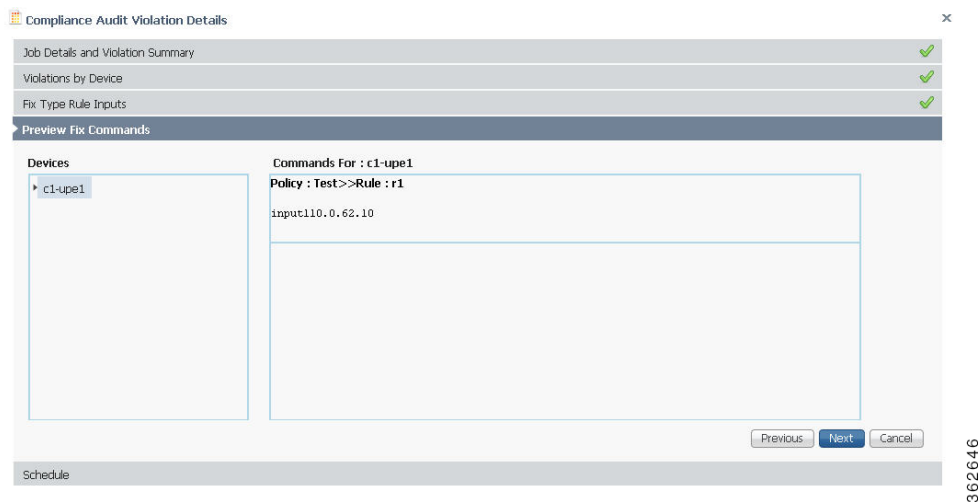 Compliance Audit Violation Details
Job Details and Violation Summary
Violations by Device
Fix Type Rule Inputs
Preview Fix Commands
Devices
c1-upe1
Commands For : c1-upe1
Policy : Test>>Rule : r1
input110.0.62.10
Previous Next Cancel
Schedule
362646